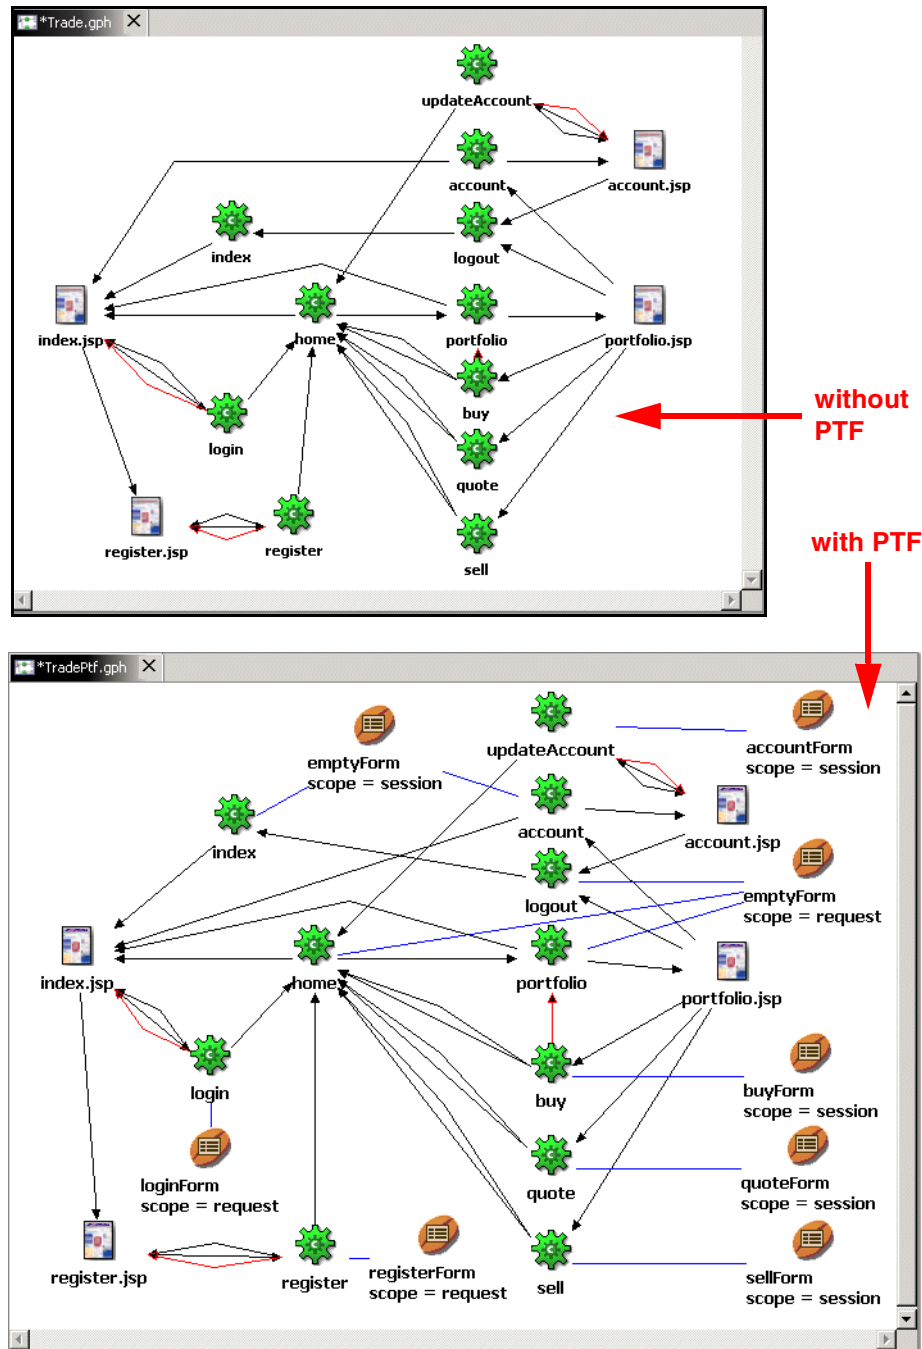 *Trade.gph
updateAccount
account
account.jsp
index
logout
index.jsp
home
portfolio
portfolio.jsp
buy
without
PTF
login
quote
register.jsp
register
sell
with PTF
*TradePtf.gph
emptyForm
scope = session
updateAccount
accountForm
scope = session
index
account
account.jsp
logout
emptyForm
scope = request
index.jsp
home
portfolio
portfolio.jsp
login
buy
buyForm
scope = session
loginForm
scope = request
quote
quoteForm
scope = session
register.jsp
register
registerForm
scope = request
sell
sellForm
scope = session